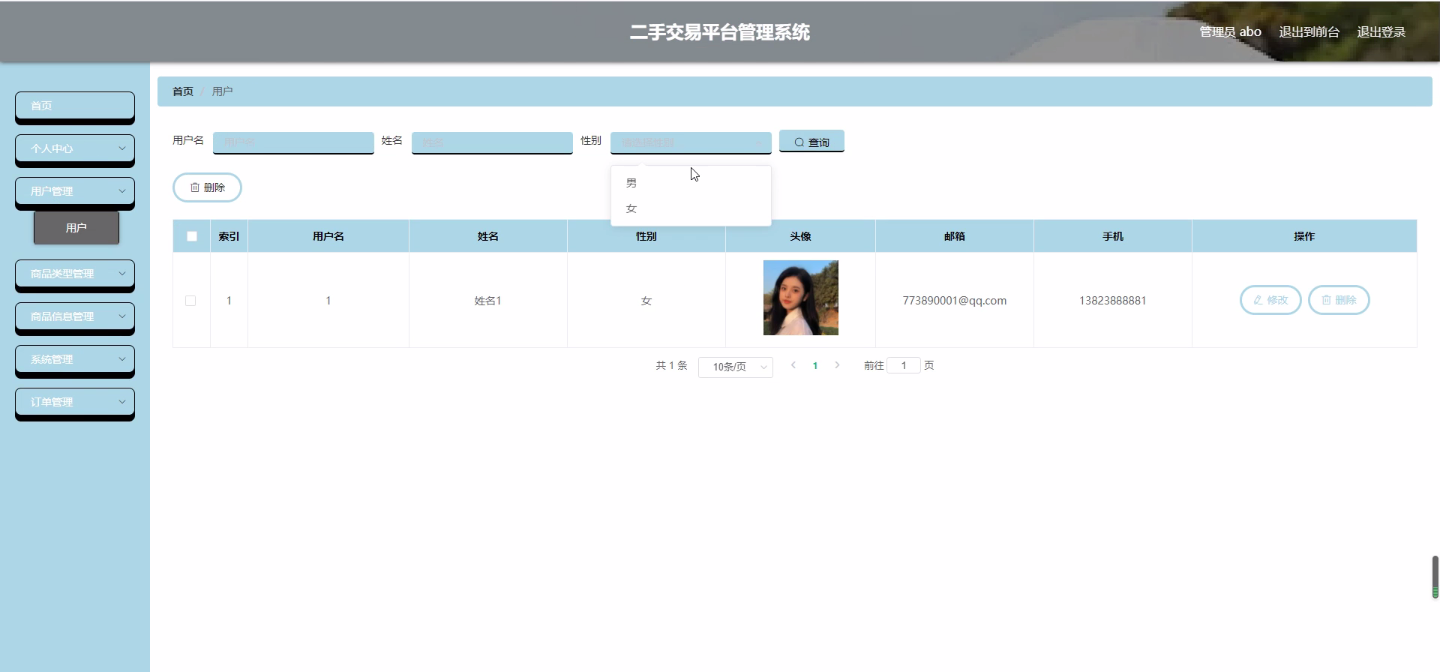 二手交易平台管理系统
管理员 abo 退出到前台 退出登录
首页
个人中心
用户管理
用户
商品类型管理
商品信息管理
系统管理
订单管理
首页 / 用户
用户名 用户名 姓名 姓名 性别 查询
男
女
删除
索引 用户名 姓名 性别 头像 邮箱 手机 操作
1 1 姓名1 女 773890001@qq.com 13823888881 修改 删除
共 1 条 10条/页 1 前往 1 页